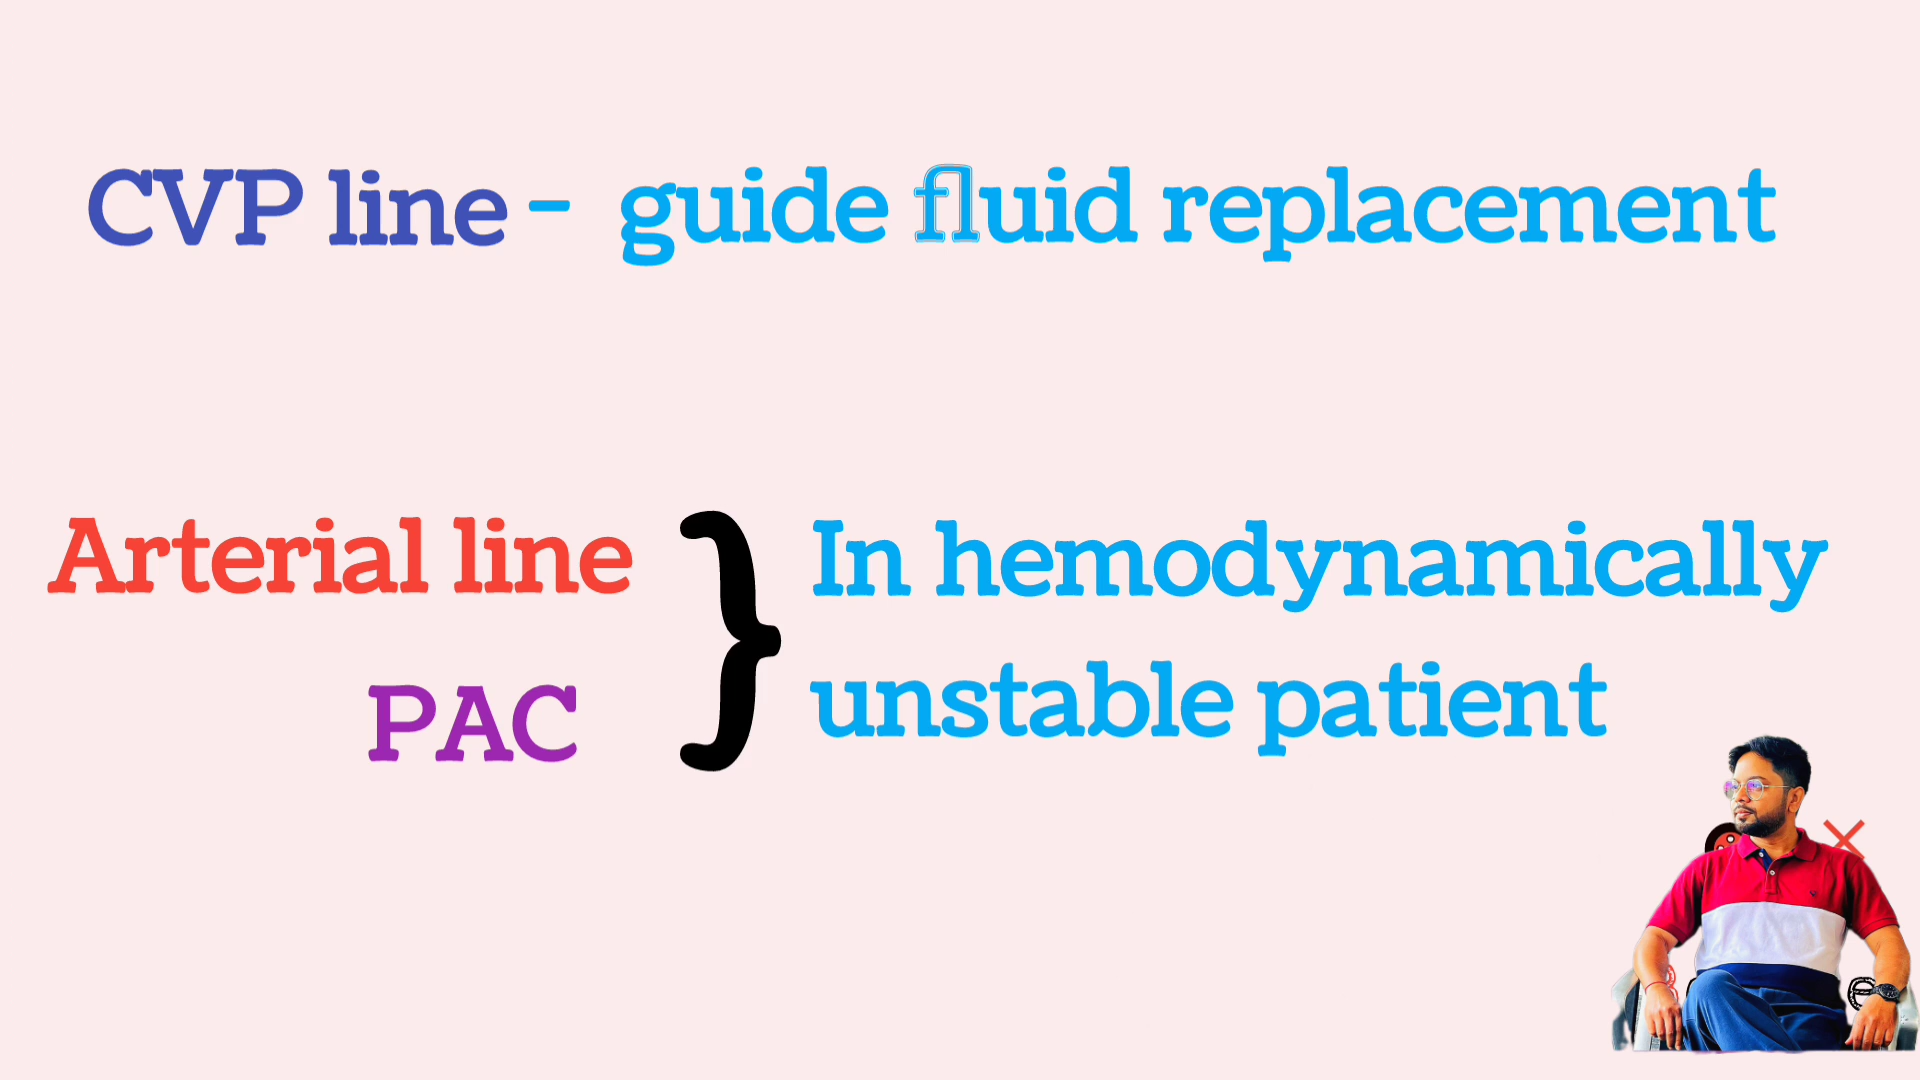 CVP line - guide fluid replacement
Arterial line
PAC
In hemodynamically
unstable patient